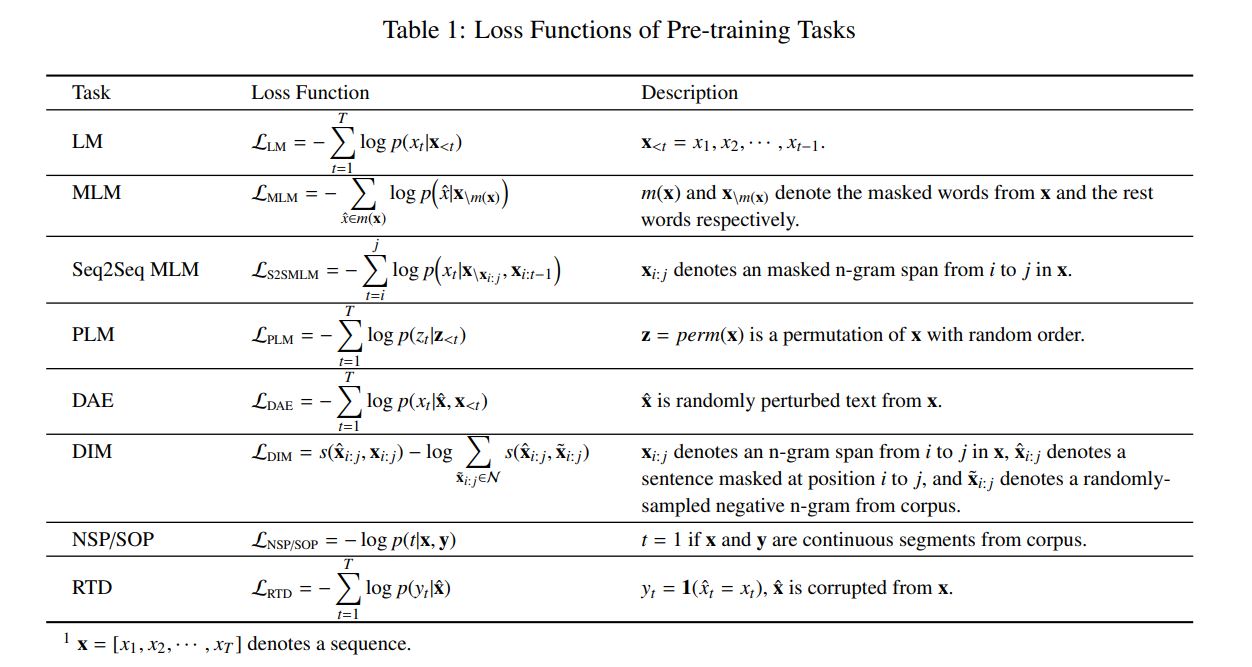 Table 1: Loss Functions of Pre-training Tasks
Task Loss Function Description
LM $\mathcal{L}_{\text{LM}} = -\sum_{t=1}^{T} \log p(x_t|\mathbf{x}_{<t})$ $\mathbf{x}_{<t} = x_1, x_2, \cdots, x_{t-1}.$
MLM $\mathcal{L}_{\text{MLM}} = -\sum_{\hat{x} \in m(\mathbf{x})} \log p\left(\hat{x}|\mathbf{x}_{\backslash m(\mathbf{x})}\right)$ $m(\mathbf{x})$ and $\mathbf{x}_{\backslash m(\mathbf{x})}$ denote the masked words from $\mathbf{x}$ and the rest
words respectively.
Seq2Seq MLM $\mathcal{L}_{\text{S2SMLM}} = -\sum_{t=i}^{j} \log p\left(x_t|\mathbf{x}_{\backslash \mathbf{x}_{i:j}}, \mathbf{x}_{i:t-1}\right)$ $\mathbf{x}_{i:j}$ denotes an masked n-gram span from $i$ to $j$ in $\mathbf{x}$.
PLM $\mathcal{L}_{\text{PLM}} = -\sum_{t=1}^{T} \log p(z_t|\mathbf{z}_{<t})$ $\mathbf{z} = perm(\mathbf{x})$ is a permutation of $\mathbf{x}$ with random order.
DAE $\mathcal{L}_{\text{DAE}} = -\sum_{t=1}^{T} \log p(x_t|\hat{\mathbf{x}}, \mathbf{x}_{<t})$ $\hat{\mathbf{x}}$ is randomly perturbed text from $\mathbf{x}$.
DIM $\mathcal{L}_{\text{DIM}} = s(\hat{\mathbf{x}}_{i:j}, \mathbf{x}_{i:j}) - \log \sum_{\tilde{\mathbf{x}}_{i:j} \in \mathcal{N}} s(\hat{\mathbf{x}}_{i:j}, \tilde{\mathbf{x}}_{i:j})$ $\mathbf{x}_{i:j}$ denotes an n-gram span from $i$ to $j$ in $\mathbf{x}$, $\hat{\mathbf{x}}_{i:j}$ denotes a
sentence masked at position $i$ to $j$, and $\tilde{\mathbf{x}}_{i:j}$ denotes a randomly-
sampled negative n-gram from corpus.
NSP/SOP $\mathcal{L}_{\text{NSP/SOP}} = -\log p(t|\mathbf{x}, \mathbf{y})$ $t = 1$ if $\mathbf{x}$ and $\mathbf{y}$ are continuous segments from corpus.
RTD $\mathcal{L}_{\text{RTD}} = -\sum_{t=1}^{T} \log p(y_t|\hat{\mathbf{x}})$ $y_t = \mathbf{1}(\hat{x}_t = x_t)$, $\hat{\mathbf{x}}$ is corrupted from $\mathbf{x}$.
$^1$ $\mathbf{x} = [x_1, x_2, \cdots, x_T]$ denotes a sequence.